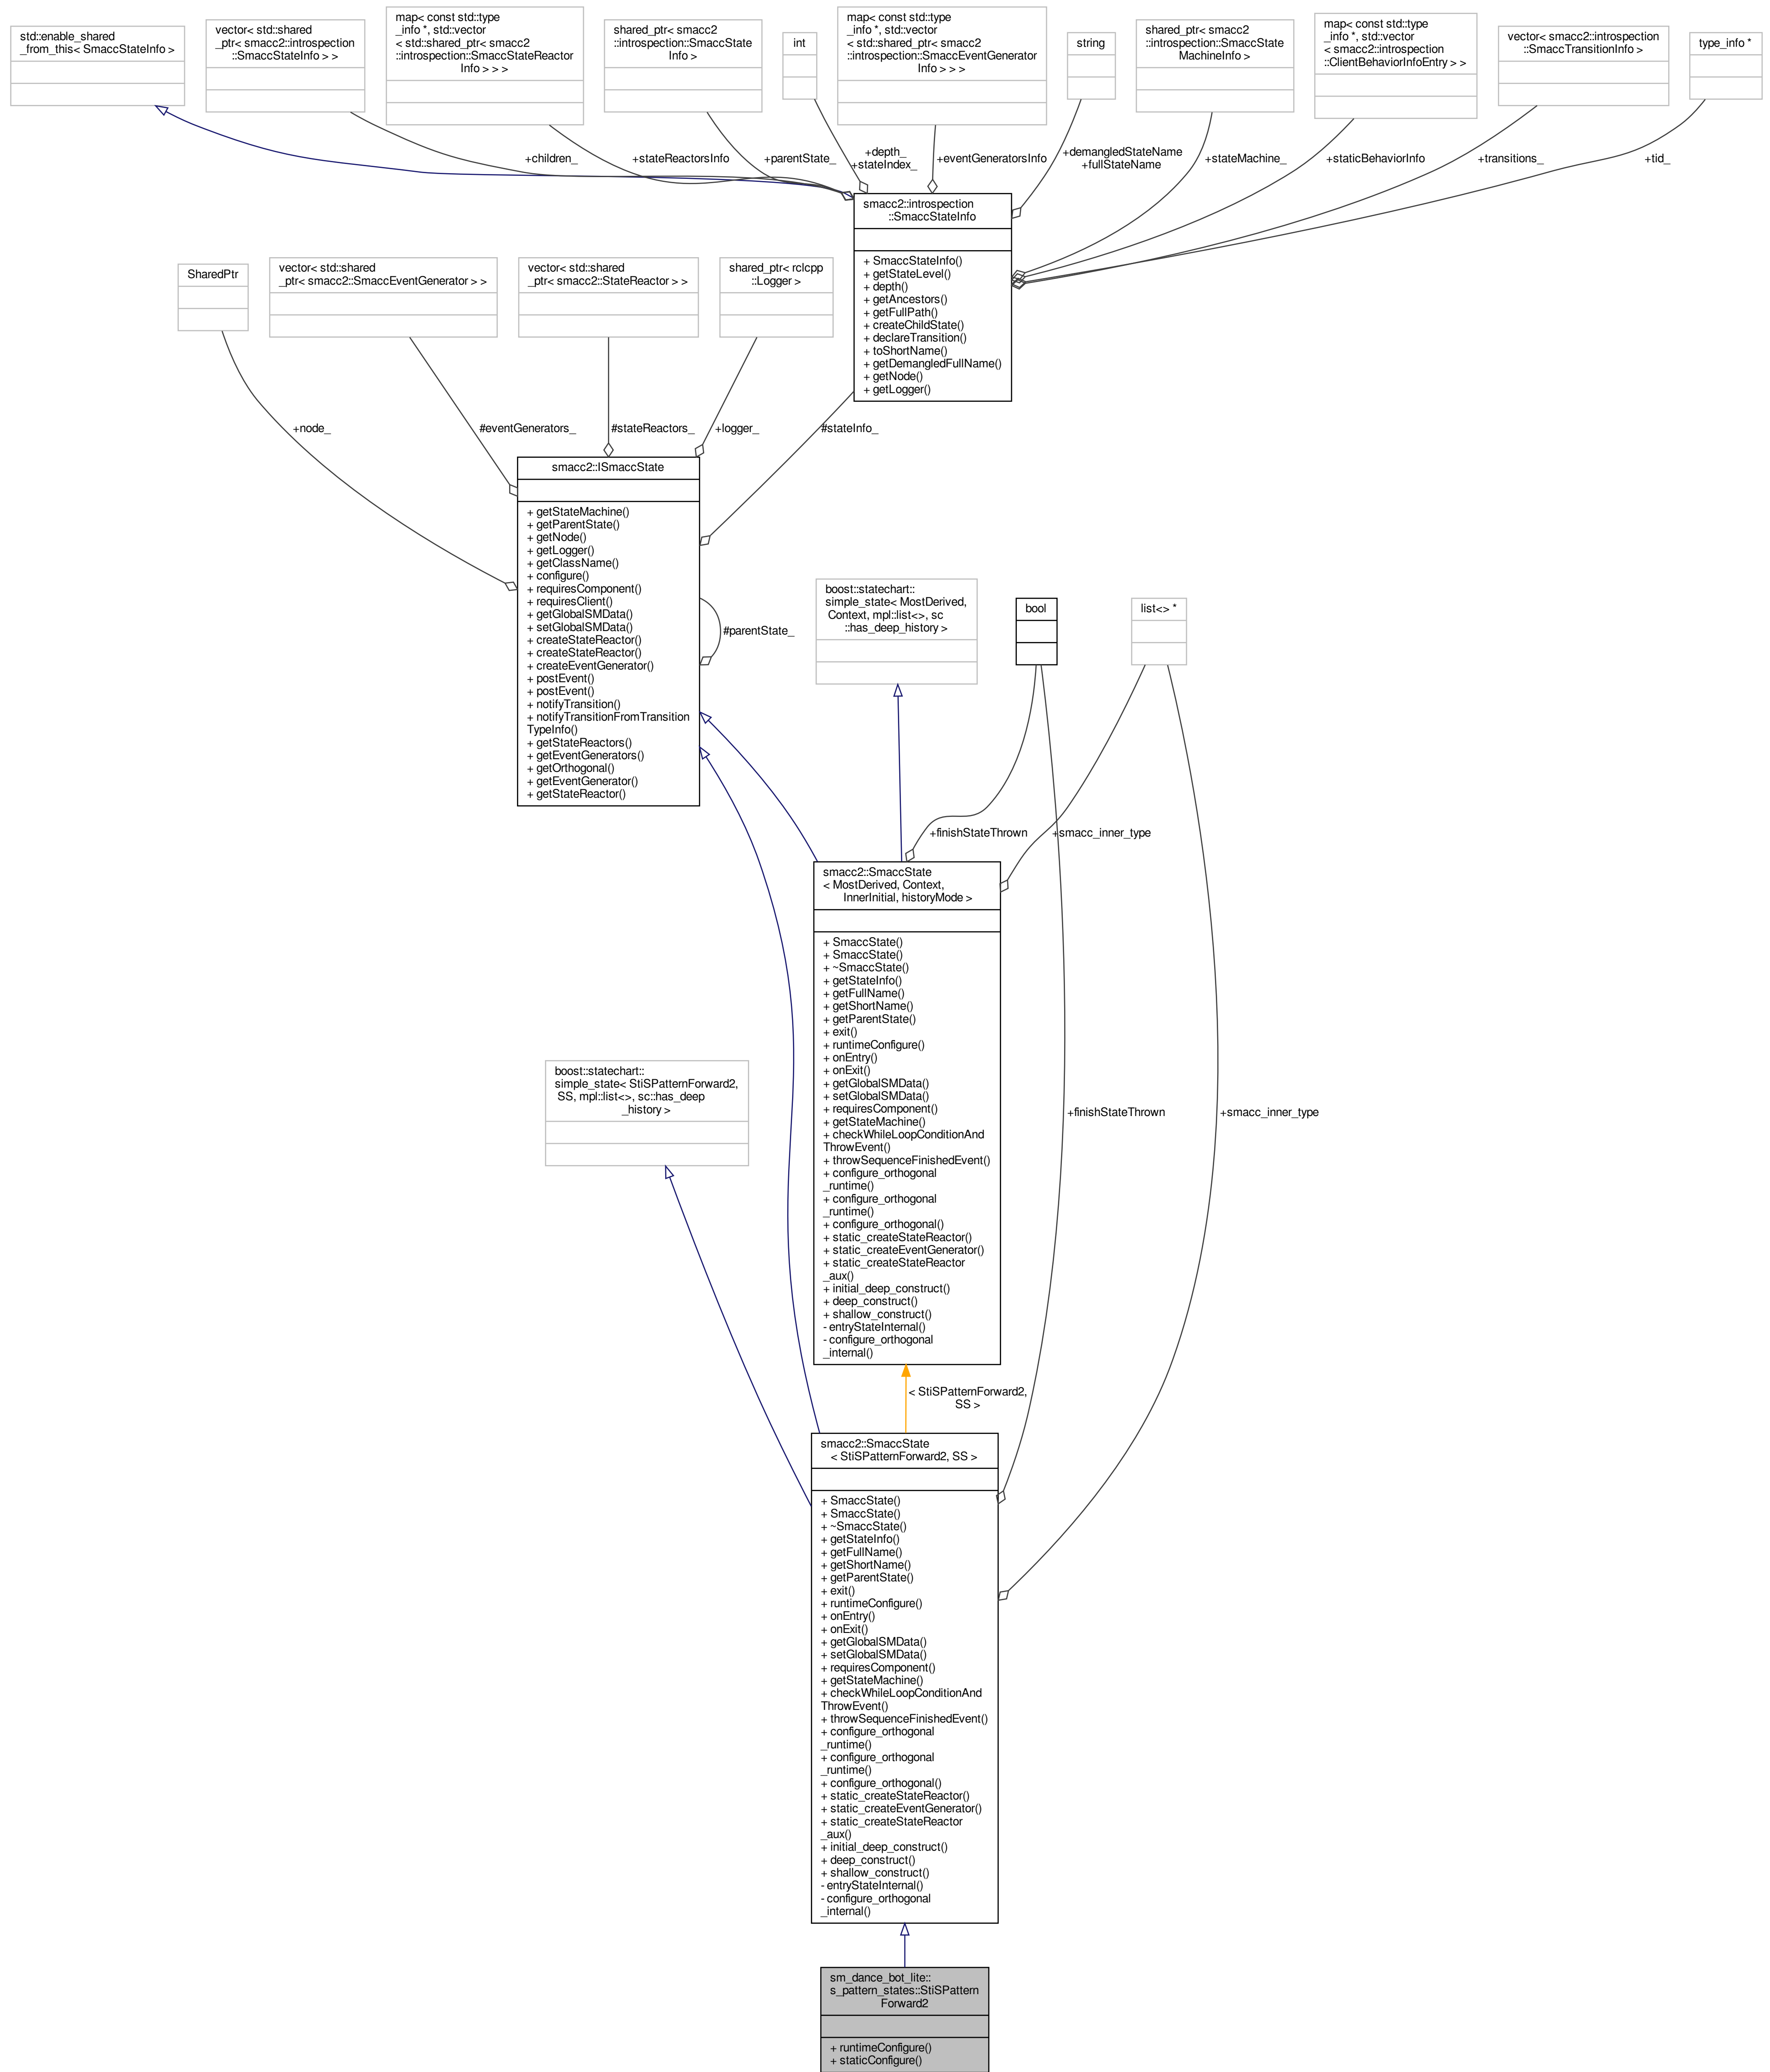 std::enable_shared
_from_this< SmaccStateInfo >
vector< std::shared
_ptr< smacc2::introspection
::SmaccStateInfo > >
map< const std::type
_info *, std::vector
< std::shared_ptr< smacc2
::introspection::SmaccStateReactor
Info > > >
shared_ptr< smacc2
::introspection::SmaccState
Info >
int
map< const std::type
_info *, std::vector
< std::shared_ptr< smacc2
::introspection::SmaccEventGenerator
Info > > >
string
shared_ptr< smacc2
::introspection::SmaccState
MachineInfo >
map< const std::type
_info *, std::vector
< smacc2::introspection
::ClientBehaviorInfoEntry > >
vector< smacc2::introspection
::SmaccTransitionInfo >
type_info *
+children_
+stateReactorsInfo
+parentState_
+depth_
+stateIndex_
+eventGeneratorsInfo
+demangledStateName
+fullStateName
+stateMachine_
+staticBehaviorInfo
+transitions_
+tid_
smacc2::introspection
::SmaccStateInfo
+ SmaccStateInfo()
+ getStateLevel()
+ depth()
+ getAncestors()
+ getFullPath()
+ createChildState()
+ declareTransition()
+ toShortName()
+ getDemangledFullName()
+ getNode()
+ getLogger()
SharedPtr
vector< std::shared
_ptr< smacc2::SmaccEventGenerator > >
vector< std::shared
_ptr< smacc2::StateReactor > >
shared_ptr< rclcpp
::Logger >
+node_
#eventGenerators_
#stateReactors_
+logger_
#stateInfo_
smacc2::ISmaccState
+ getStateMachine()
+ getParentState()
+ getNode()
+ getLogger()
+ getClassName()
+ configure()
+ requiresComponent()
+ requiresClient()
+ getGlobalSMData()
+ setGlobalSMData()
+ createStateReactor()
+ createStateReactor()
+ createEventGenerator()
+ postEvent()
+ postEvent()
+ notifyTransition()
+ notifyTransitionFromTransition
TypeInfo()
+ getStateReactors()
+ getEventGenerators()
+ getOrthogonal()
+ getEventGenerator()
+ getStateReactor()
#parentState_
boost::statechart::
simple_state< MostDerived,
Context, mpl::list<>, sc
::has_deep_history >
bool
list<> *
+finishStateThrown
+smacc_inner_type
smacc2::SmaccState
< MostDerived, Context,
InnerInitial, historyMode >
+ SmaccState()
+ SmaccState()
+ ~SmaccState()
+ getStateInfo()
+ getFullName()
+ getShortName()
+ getParentState()
+ exit()
+ runtimeConfigure()
+ onEntry()
+ onExit()
+ getGlobalSMData()
+ setGlobalSMData()
+ requiresComponent()
+ getStateMachine()
+ checkWhileLoopConditionAnd
ThrowEvent()
+ throwSequenceFinishedEvent()
+ configure_orthogonal
_runtime()
+ configure_orthogonal
_runtime()
+ configure_orthogonal()
+ static_createStateReactor()
+ static_createEventGenerator()
+ static_createStateReactor
_aux()
+ initial_deep_construct()
+ deep_construct()
+ shallow_construct()
- entryStateInternal()
- configure_orthogonal
_internal()
boost::statechart::
simple_state< StiSPatternForward2,
SS, mpl::list<>, sc::has_deep
_history >
+finishStateThrown
+smacc_inner_type
< StiSPatternForward2,
SS >
smacc2::SmaccState
< StiSPatternForward2, SS >
+ SmaccState()
+ SmaccState()
+ ~SmaccState()
+ getStateInfo()
+ getFullName()
+ getShortName()
+ getParentState()
+ exit()
+ runtimeConfigure()
+ onEntry()
+ onExit()
+ getGlobalSMData()
+ setGlobalSMData()
+ requiresComponent()
+ getStateMachine()
+ checkWhileLoopConditionAnd
ThrowEvent()
+ throwSequenceFinishedEvent()
+ configure_orthogonal
_runtime()
+ configure_orthogonal
_runtime()
+ configure_orthogonal()
+ static_createStateReactor()
+ static_createEventGenerator()
+ static_createStateReactor
_aux()
+ initial_deep_construct()
+ deep_construct()
+ shallow_construct()
- entryStateInternal()
- configure_orthogonal
_internal()
sm_dance_bot_lite::
s_pattern_states::StiSPattern
Forward2
+ runtimeConfigure()
+ staticConfigure()